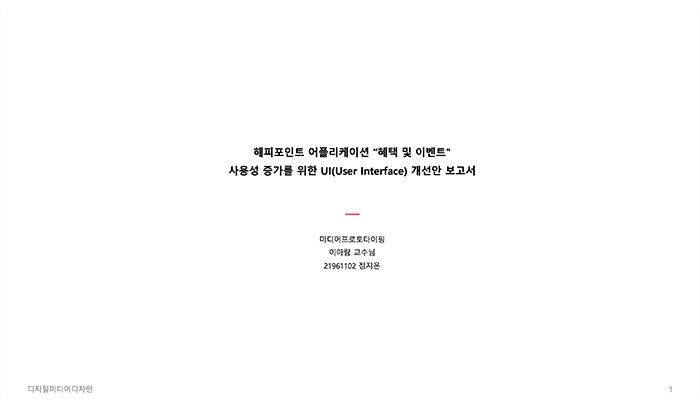 해피포인트 어플리케이션 “혜택 및 이벤트"
사용성 증가를 위한 UI(User Interface) 개선안 보고서
미디어프로토타이핑
이아람 교수님
21961102 정지은
디지털미디어디자인
1